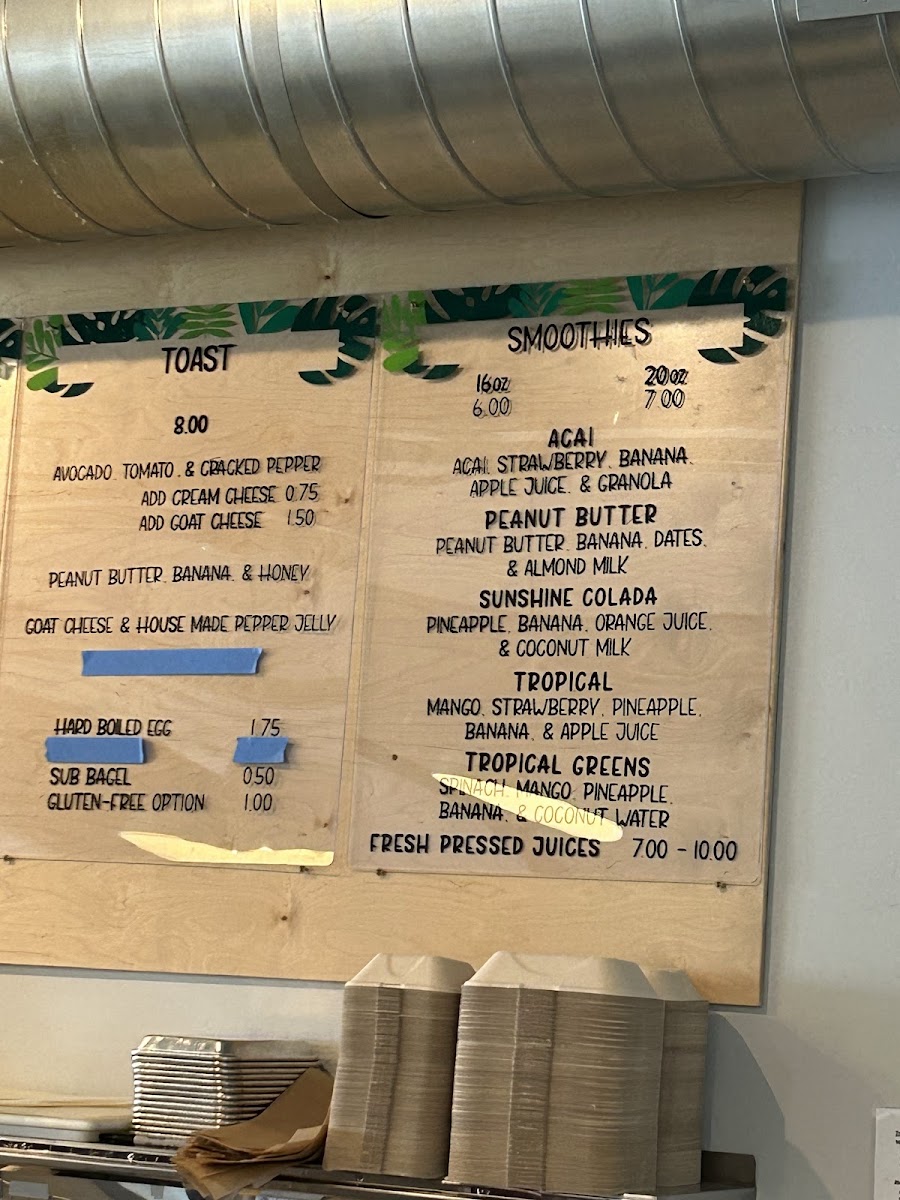 TOAST
8.00
AVOCADO, TOMATO, & CRACKED PEPPER
ADD CREAM CHEESE 0.75
ADD GOAT CHEESE 1.50
PEANUT BUTTER, BANANA, & HONEY
GOAT CHEESE & HOUSE MADE PEPPER JELLY
HARD BOILED EGG 1.75
SUB BAGEL 0.50
GLUTEN-FREE OPTION 1.00
SMOOTHIES
16oz 20oz
6.00 7.00
ACAI
ACAI, STRAWBERRY, BANANA,
APPLE JUICE, & GRANOLA
PEANUT BUTTER
PEANUT BUTTER, BANANA, DATES,
& ALMOND MILK
SUNSHINE COLADA
PINEAPPLE, BANANA, ORANGE JUICE,
& COCONUT MILK
TROPICAL
MANGO, STRAWBERRY, PINEAPPLE,
BANANA, & APPLE JUICE
TROPICAL GREENS
SPINACH, MANGO, PINEAPPLE,
BANANA, & COCONUT WATER
FRESH PRESSED JUICES 7.00 - 10.00